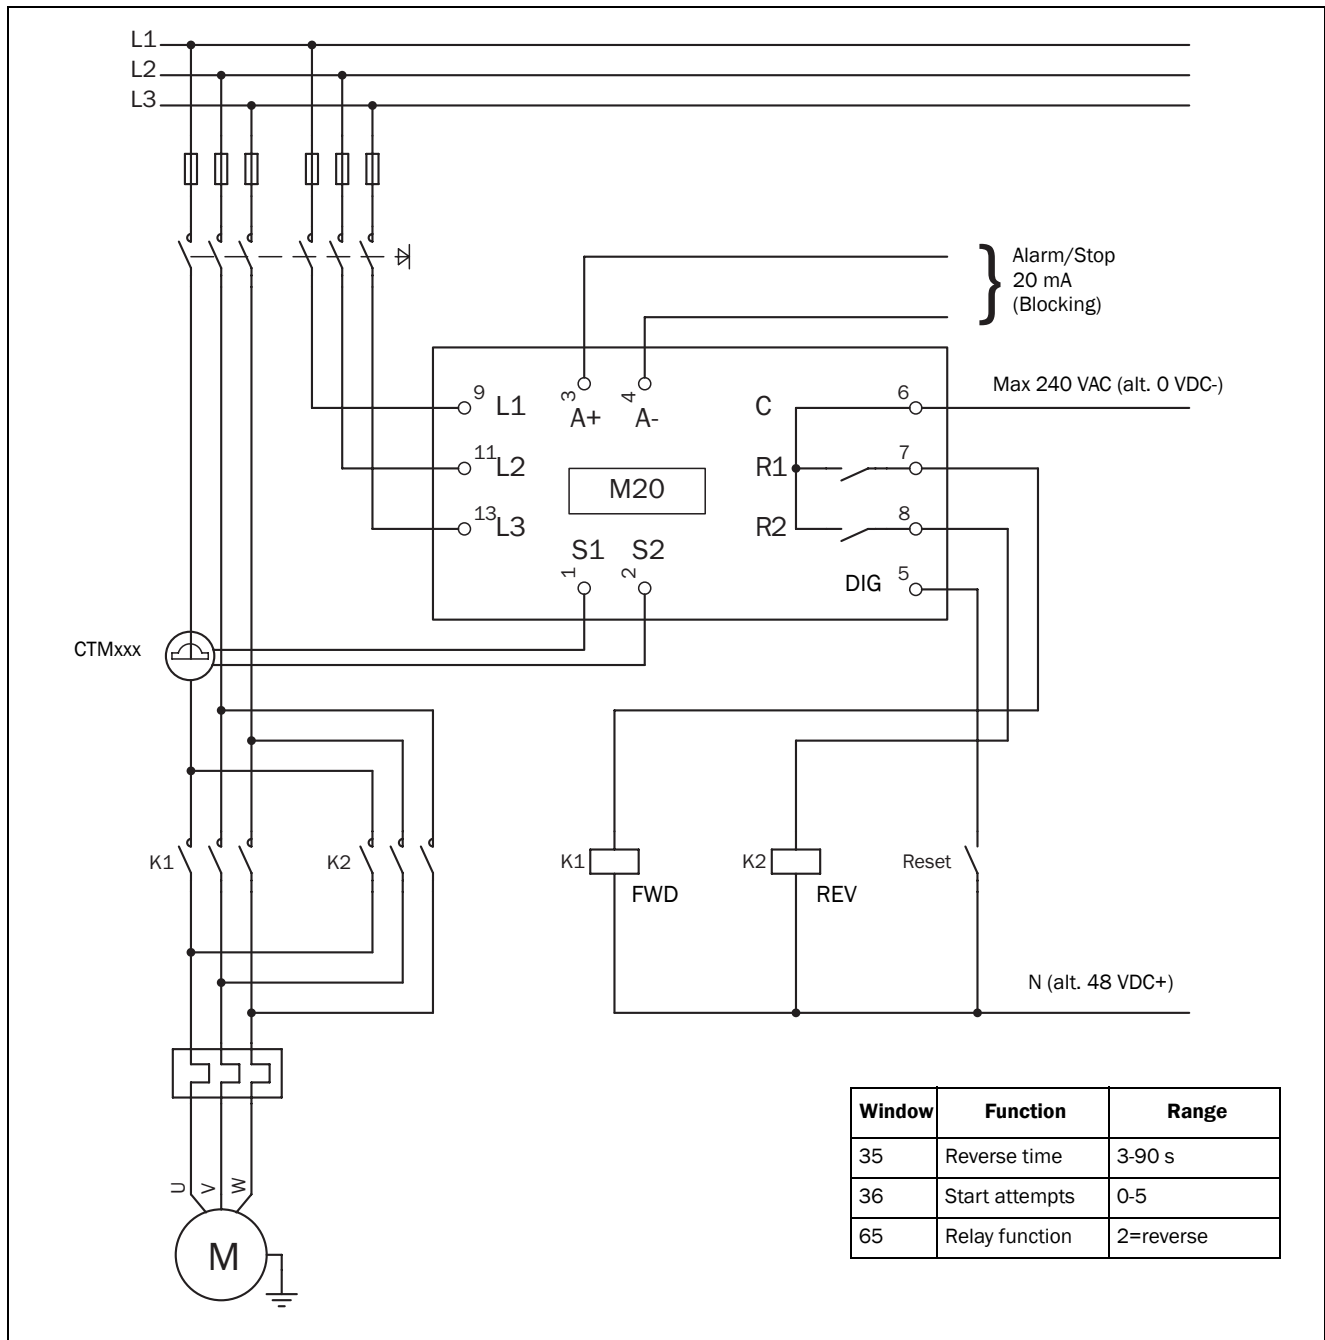 L1
L2
L3
Alarm/Stop
20 mA
(Blocking)
Max 240 VAC (alt. 0 VDC-)
9 L1
3
A+
4
A-
C 6
11 L2
M20
R1 7
13 L3
R2 8
S1 S2
1 2
DIG 5
CTMxxx
K1
K2
K1
FWD
K2
REV
Reset
N (alt. 48 VDC+)
Window Function Range
35 Reverse time 3-90 s
36 Start attempts 0-5
65 Relay function 2=reverse
U V W
M